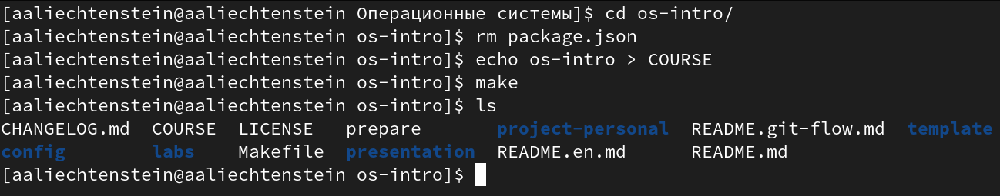 [aaliechtenstein@aaliechtenstein Операционные системы]$ cd os-intro/
[aaliechtenstein@aaliechtenstein os-intro]$ rm package.json
[aaliechtenstein@aaliechtenstein os-intro]$ echo os-intro > COURSE
[aaliechtenstein@aaliechtenstein os-intro]$ make
[aaliechtenstein@aaliechtenstein os-intro]$ ls
CHANGELOG.md  COURSE  LICENSE   prepare       project-personal  README.git-flow.md  template
config        labs    Makefile  presentation  README.en.md      README.md
[aaliechtenstein@aaliechtenstein os-intro]$